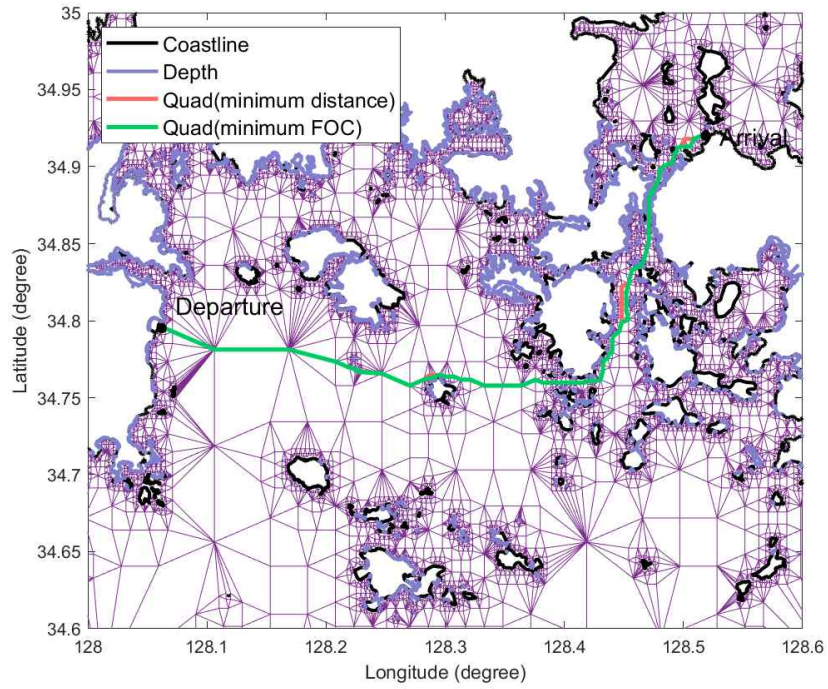 35
34.95
34.9
34.85
34.8
34.75
34.7
34.65
34.6
Latitude (degree)
Coastline
Depth
Quad(minimum distance)
Quad(minimum FOC)
Arrival
Departure
128
128.1
128.2
128.3
128.4
128.5
128.6
Longitude (degree)